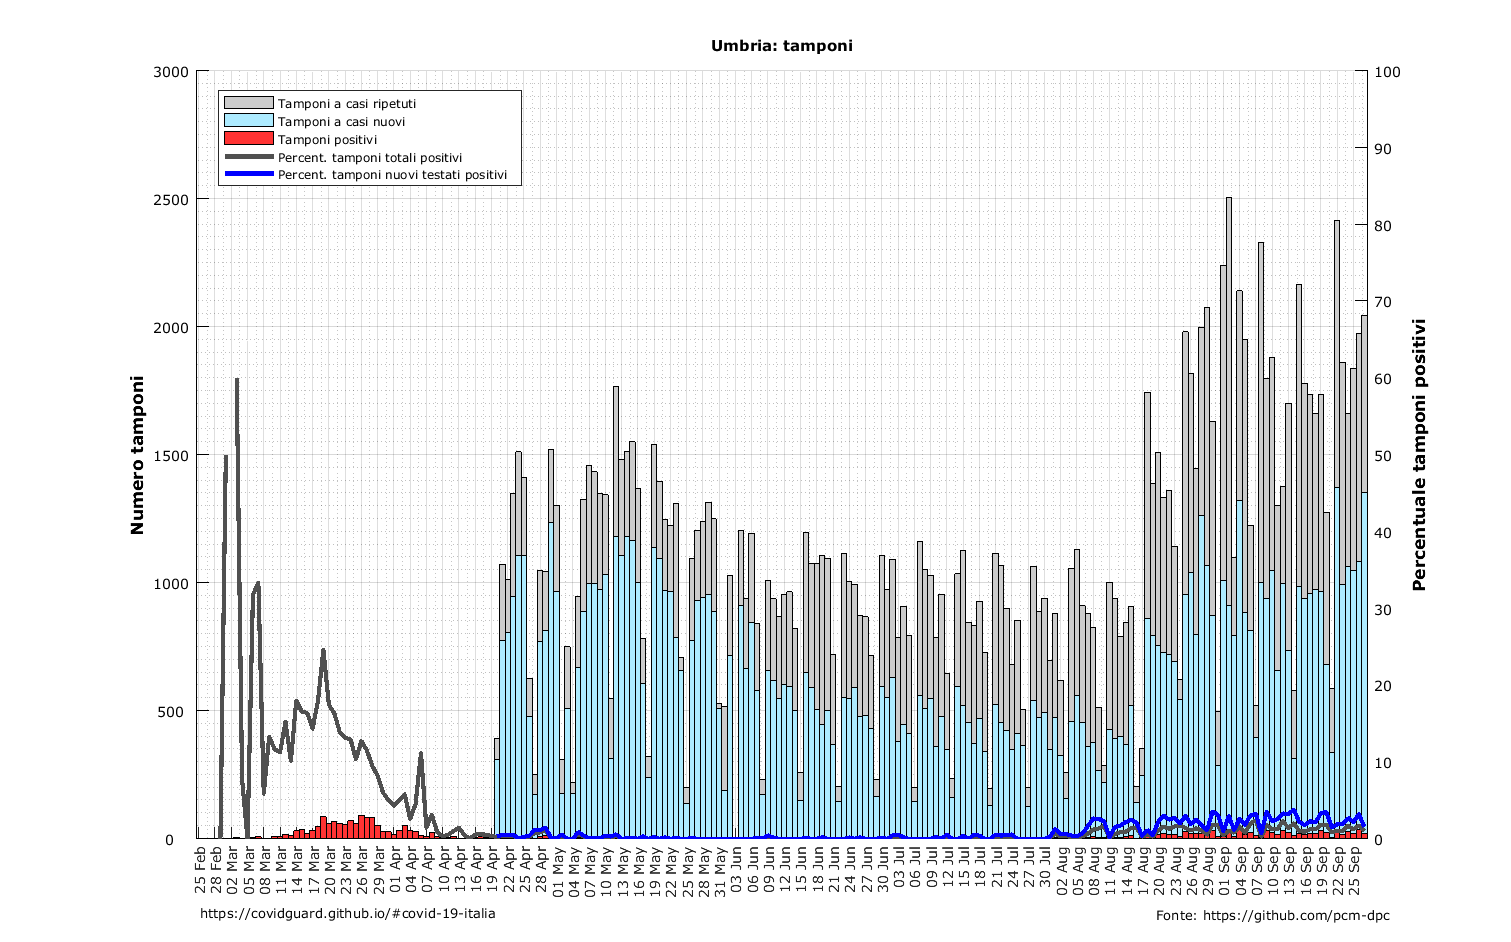 Umbria: tamponi
3000
2500
2000
1500
1000
500
0
Numero tamponi
Tamponi a casi ripetuti
Tamponi a casi nuovi
Tamponi positivi
Percent. tamponi totali positivi
Percent. tamponi nuovi testati positivi
100
90
80
70
60
50
40
30
20
10
0
Percentuale tamponi positivi
25 Feb
28 Feb
02 Mar
05 Mar
08 Mar
11 Mar
14 Mar
17 Mar
20 Mar
23 Mar
26 Mar
29 Mar
01 Apr
04 Apr
07 Apr
10 Apr
13 Apr
16 Apr
19 Apr
22 Apr
25 Apr
28 Apr
01 May
04 May
07 May
10 May
13 May
16 May
19 May
22 May
25 May
28 May
31 May
03 Jun
06 Jun
09 Jun
12 Jun
15 Jun
18 Jun
21 Jun
24 Jun
27 Jun
30 Jun
03 Jul
06 Jul
09 Jul
12 Jul
15 Jul
18 Jul
21 Jul
24 Jul
27 Jul
30 Jul
02 Aug
05 Aug
08 Aug
11 Aug
14 Aug
17 Aug
20 Aug
23 Aug
26 Aug
29 Aug
01 Sep
04 Sep
07 Sep
10 Sep
13 Sep
16 Sep
19 Sep
22 Sep
25 Sep
https://covidguard.github.io/#covid-19-italia
Fonte: https://github.com/pcm-dpc